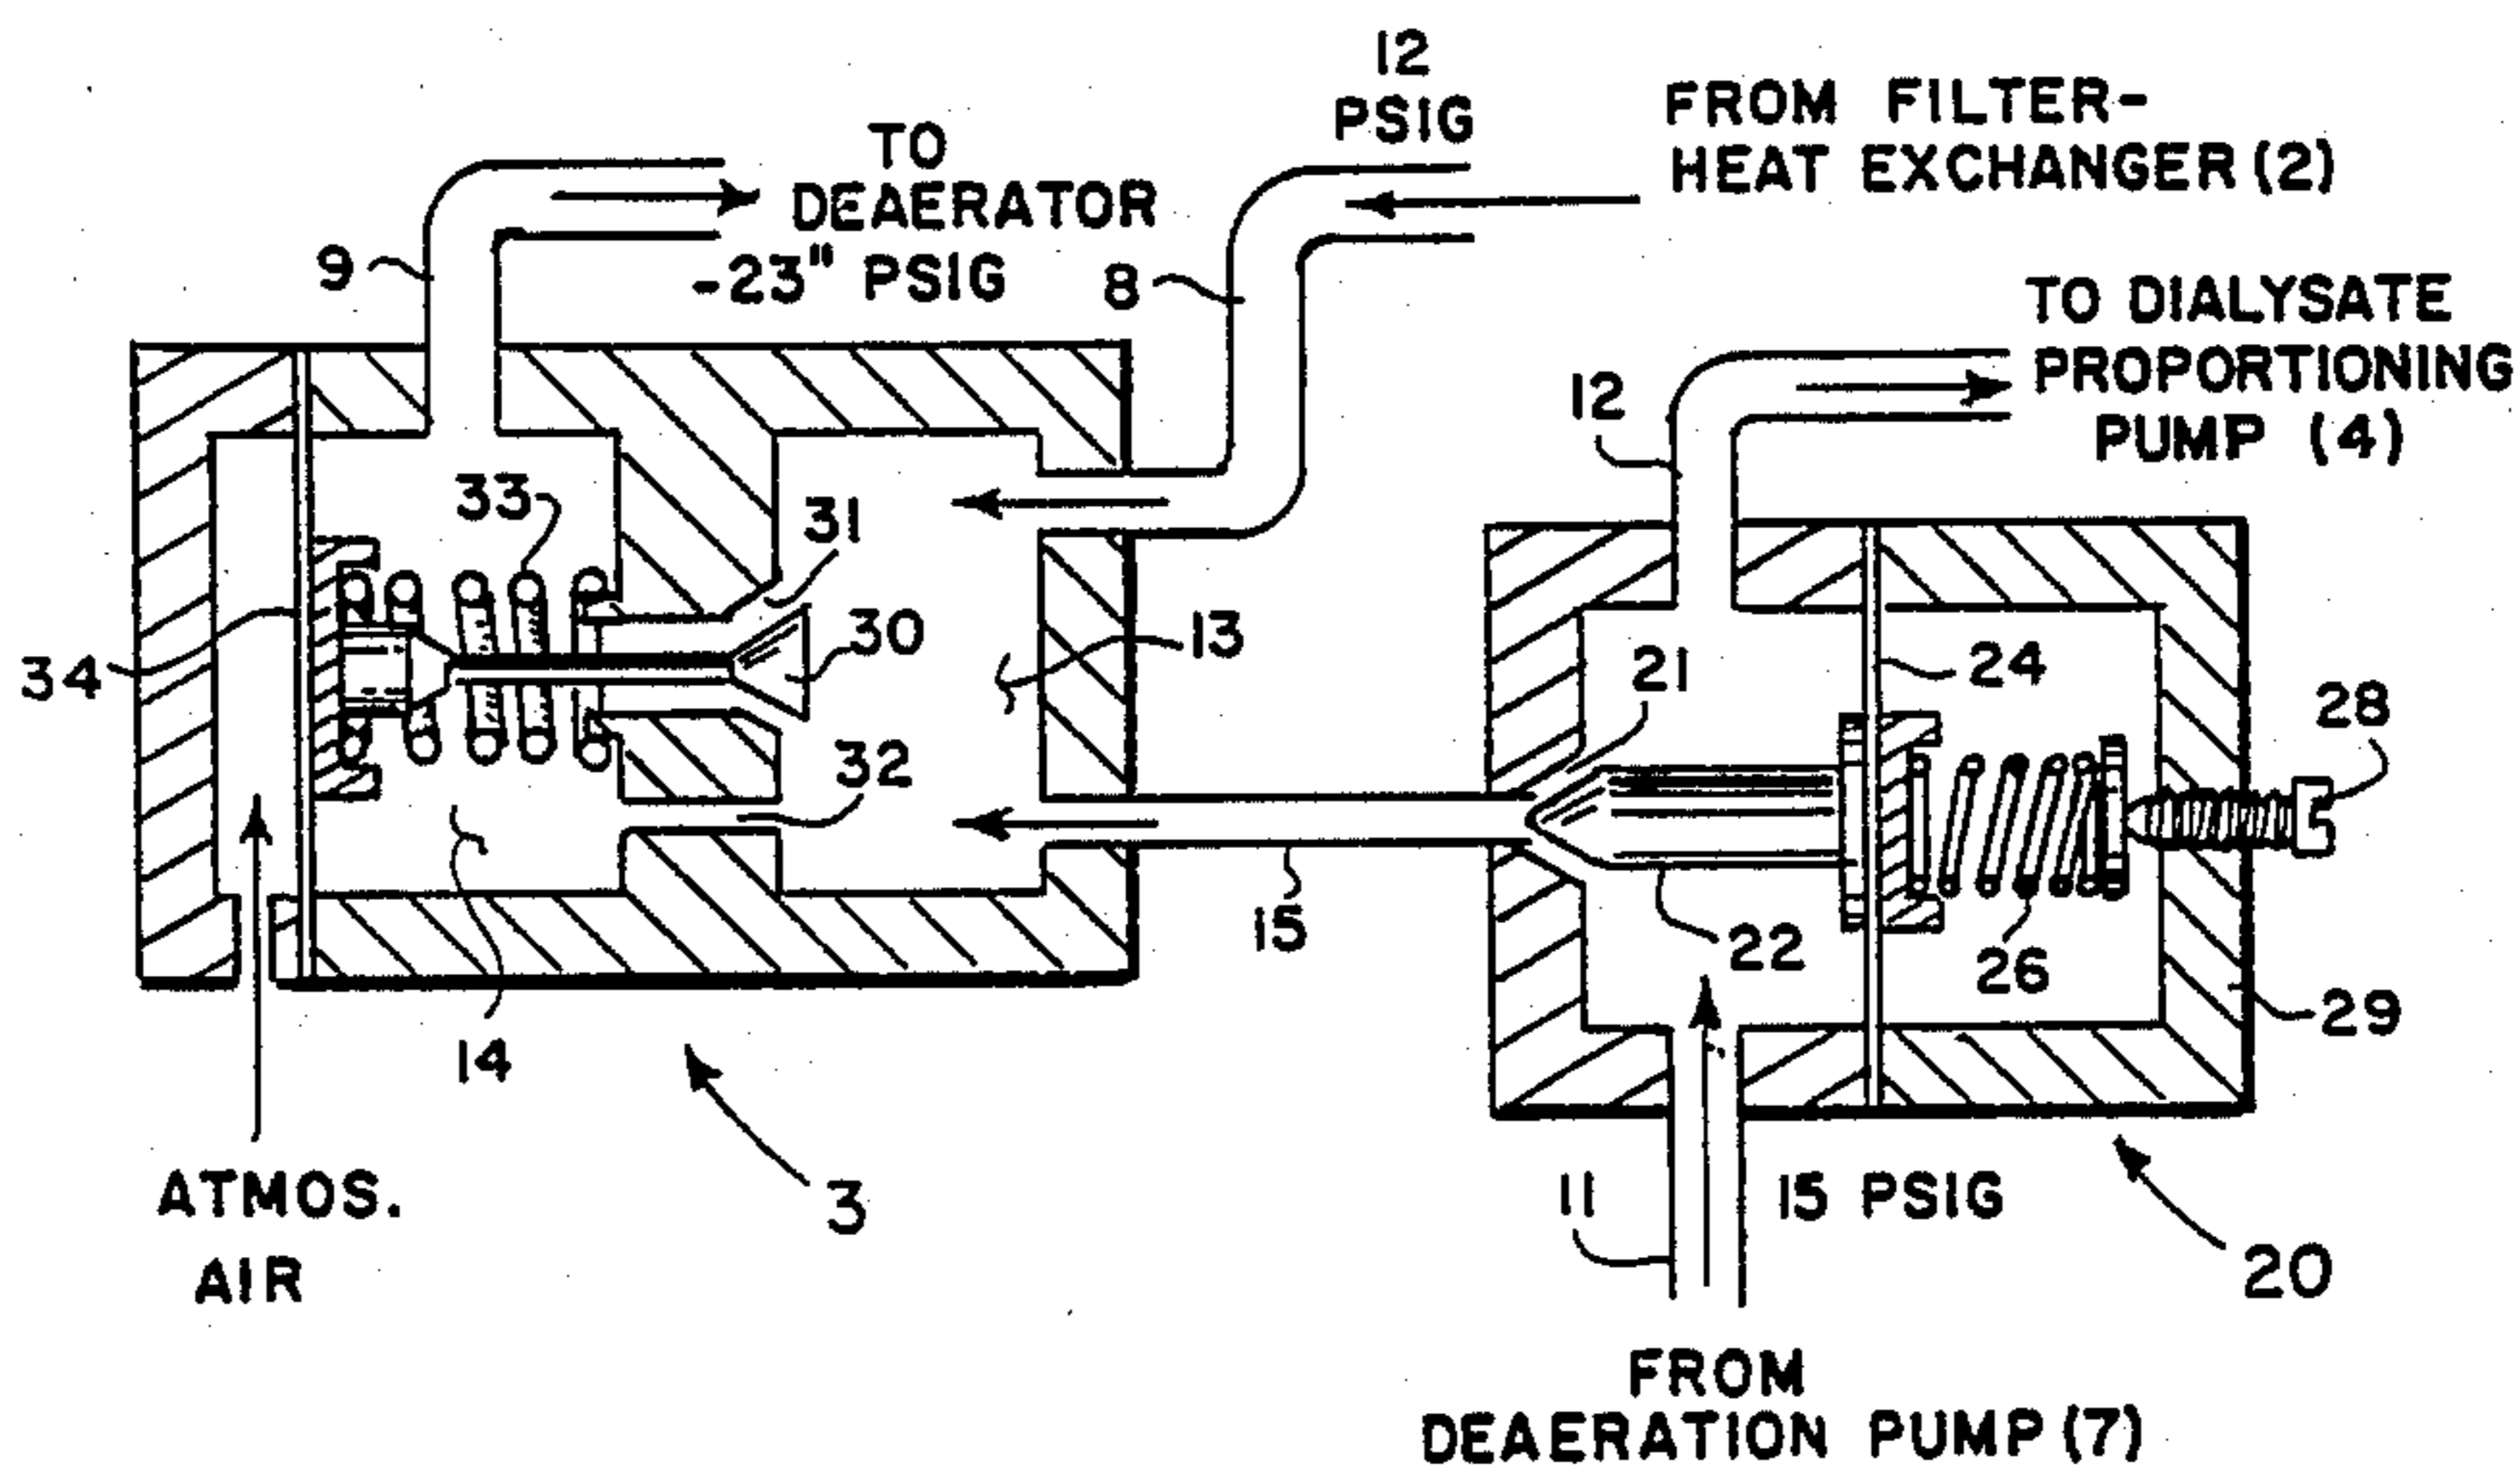 12
PSIG
FROM FILTER-
HEAT EXCHANGER (2)
TO
DEAERATOR
-23" PSIG
9
8
TO DIALYSATE
PROPORTIONING
PUMP (4)
12
33
31
30
13
34
32
21
24
28
14
15
22
26
29
3
11
15 PSIG
20
ATMOS.
AIR
FROM
DEAERATION PUMP (7)